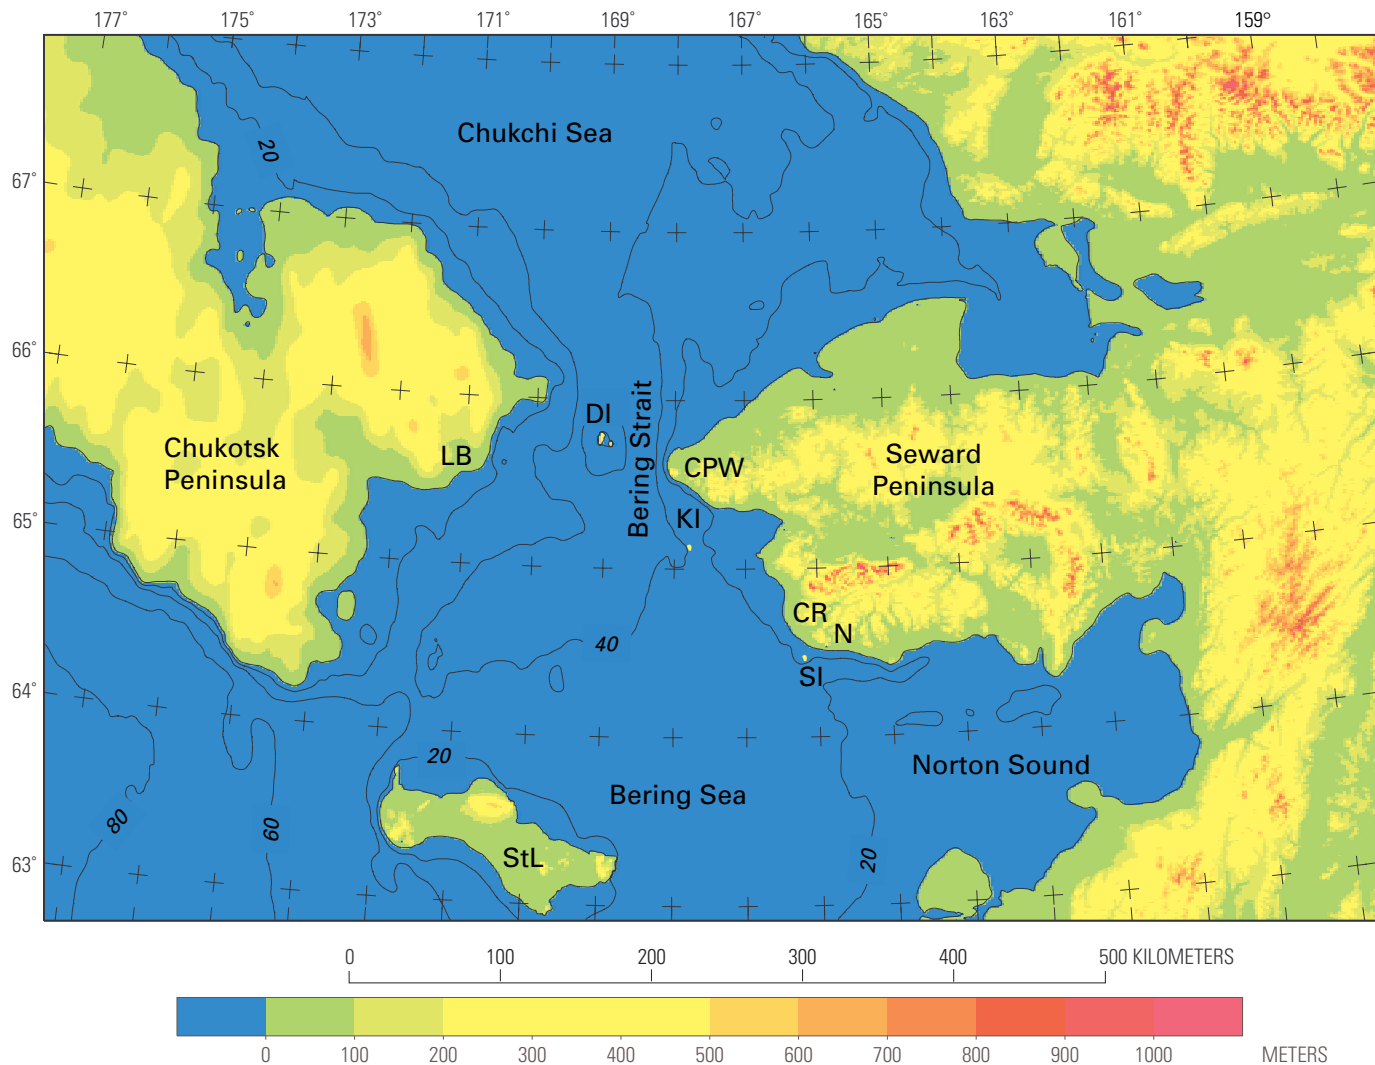 177° 175° 173° 171° 169° 167° 165° 163° 161° 159°
20
Chukchi Sea
67°
66°
DI
Bering Strait
Chukotsk
Peninsula
LB
CPW
Seward
Peninsula
KI
65°
CR
N
40
SI
64°
20
Norton Sound
Bering Sea
80
60
StL
20
63°
0 100 200 300 400 500 KILOMETERS
0 100 200 300 400 500 600 700 800 900 1000 METERS